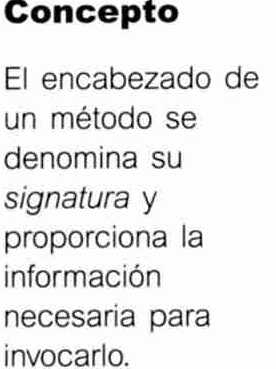 Concepto
El encabezado de
un método se
denomina su
signatura y
proporciona la
información
necesaria para
invocarlo.